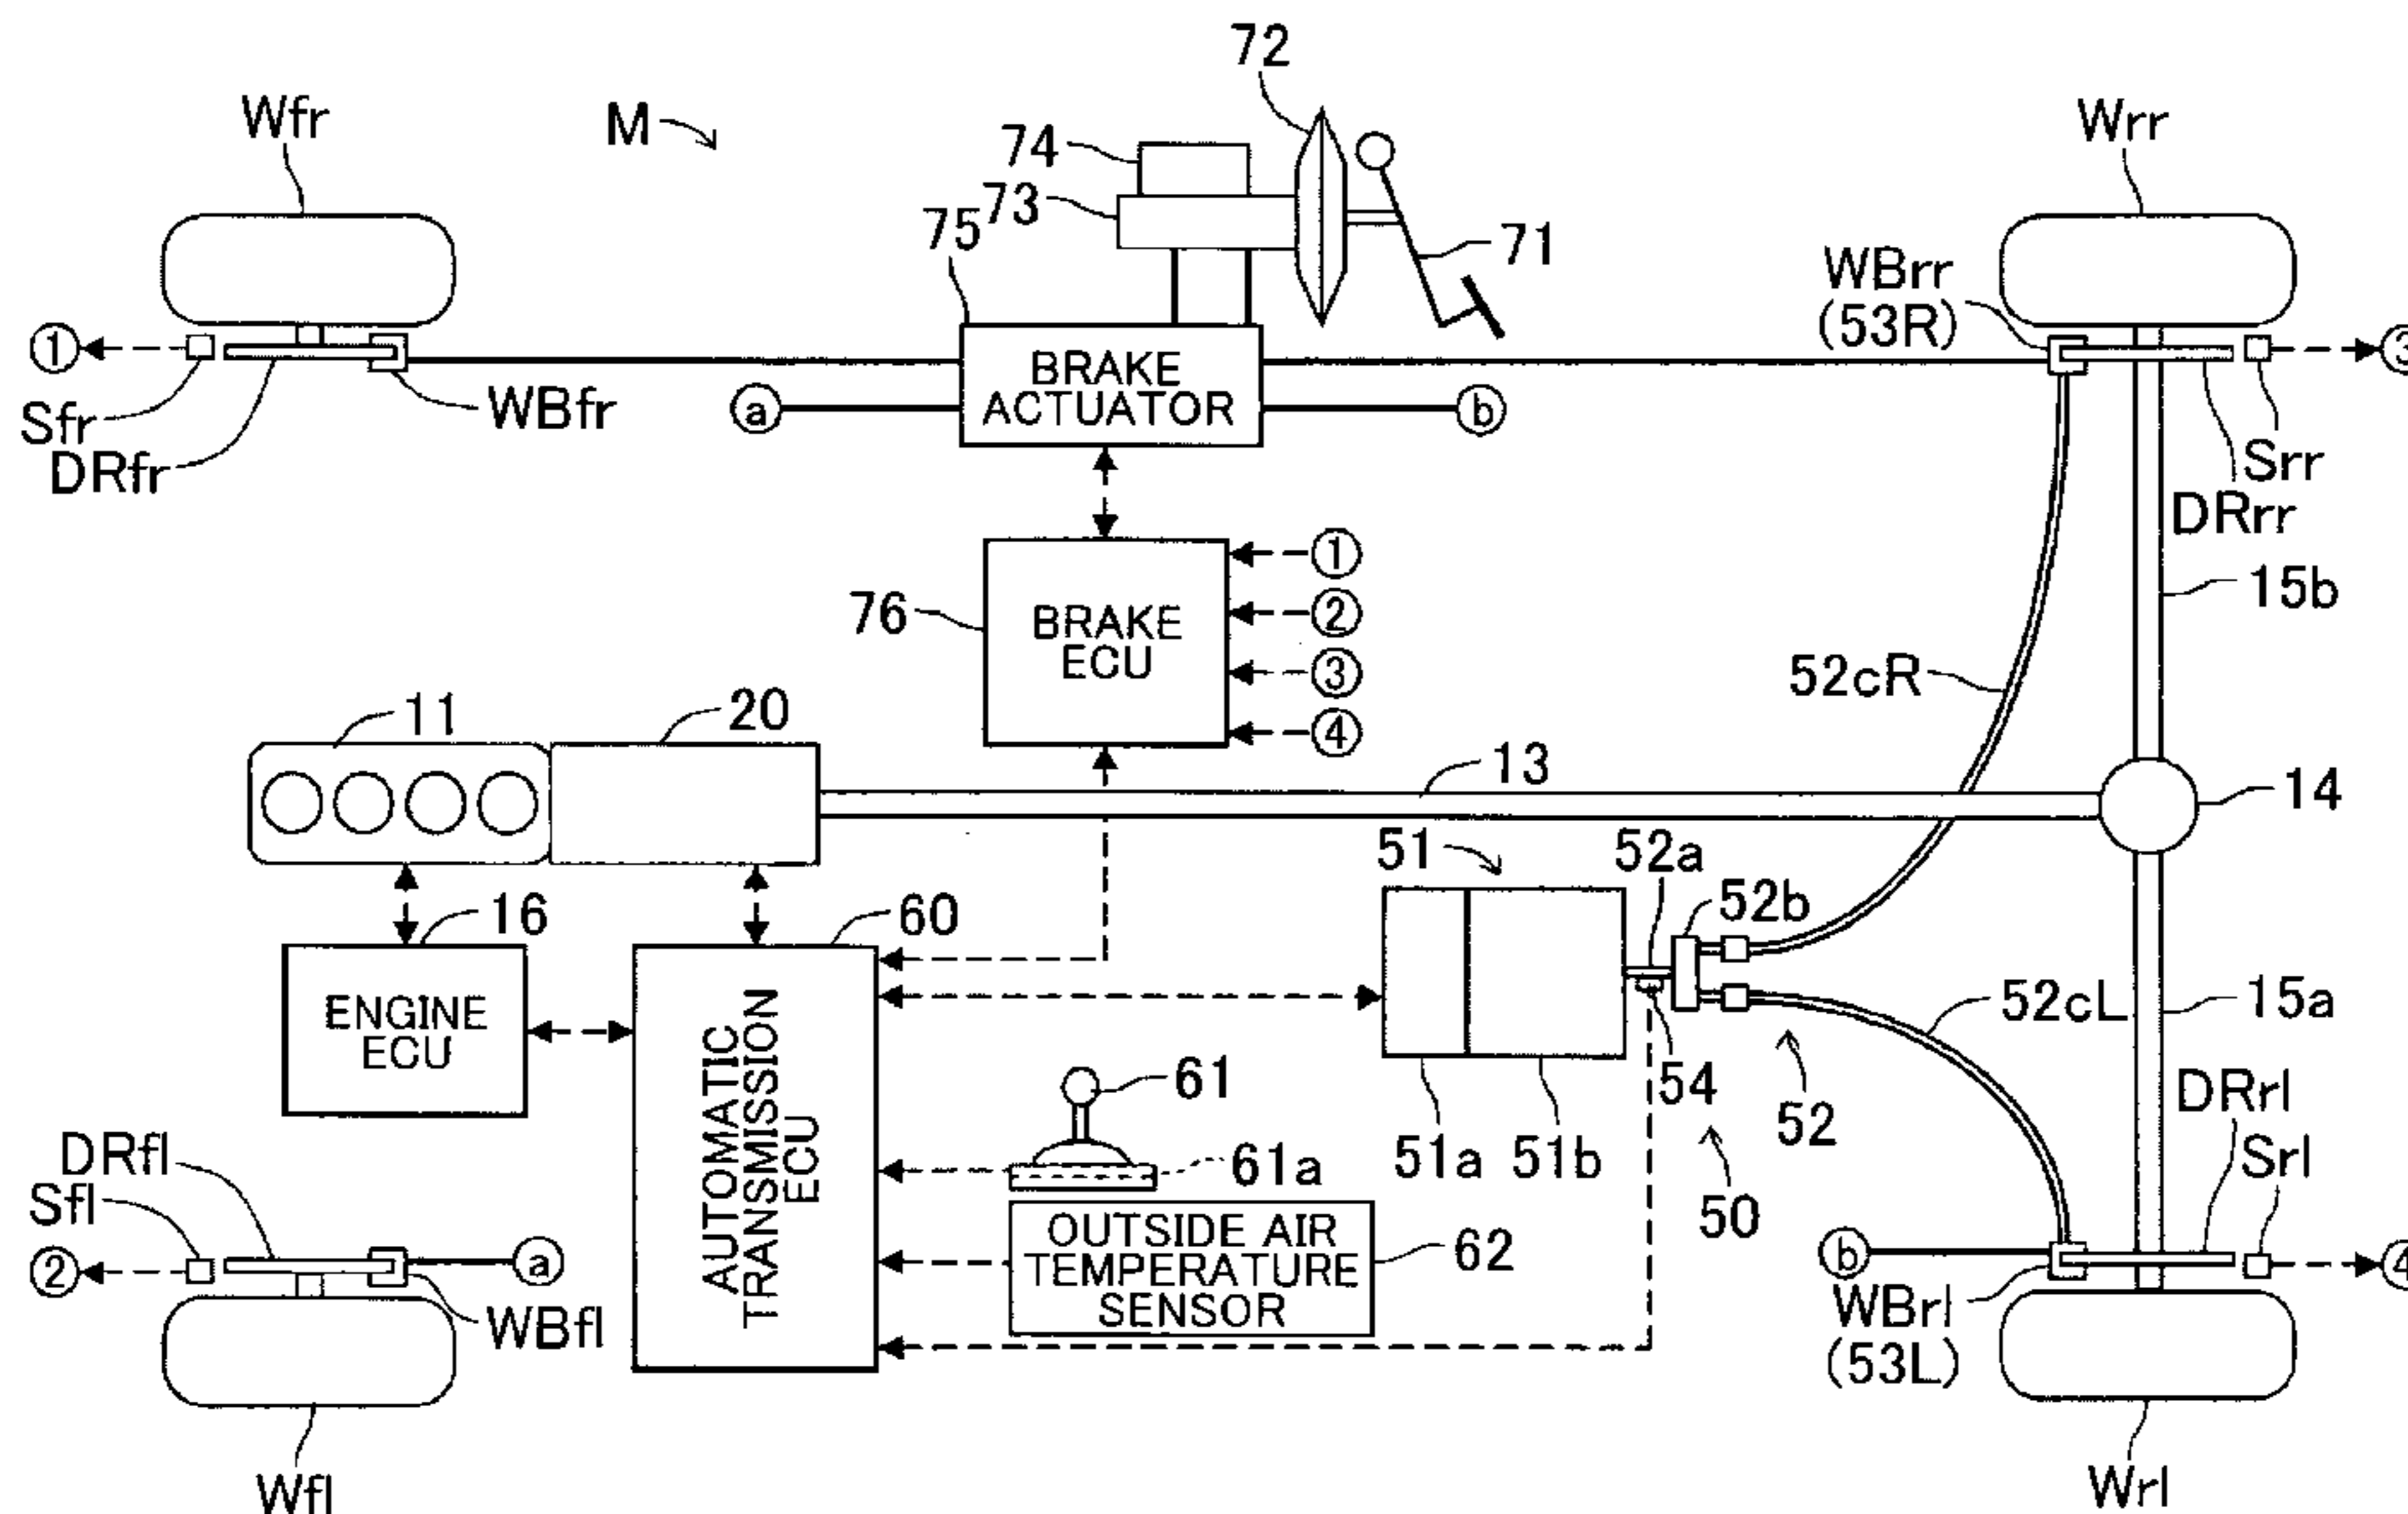 72
Wfr
M
Wrr
74
73
75
71
WBrr
(53R)
①
③
BRAKE
ACTUATOR
Sfr
DRfr
WBfr
ⓐ
ⓑ
Srr
DRrr
①
②
③
④
76
BRAKE
ECU
15b
52cR
11
20
13
14
51
52a
52b
16
60
ENGINE
ECU
AUTOMATIC
TRANSMISSION
ECU
52cL
15a
54
52
61
51a
51b
61a
50
DRrl
Srl
DRfl
Sfl
②
ⓐ
WBfl
OUTSIDE AIR
TEMPERATURE
SENSOR
62
ⓑ
④
WBrl
(53L)
Wfl
Wrl